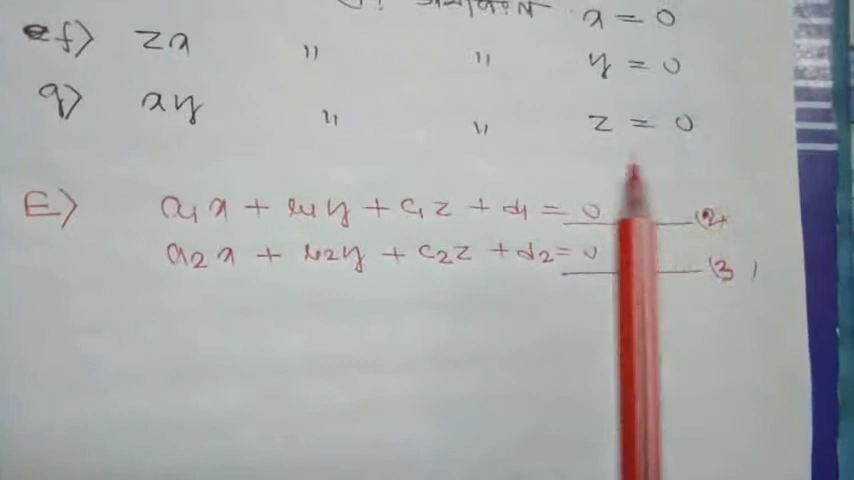 x = 0
zx " " y = 0
xy " " z = 0
E) a1x + b1y + c1z + d1 = 0 (2)
a2x + b2y + c2z + d2 = 0 (3)